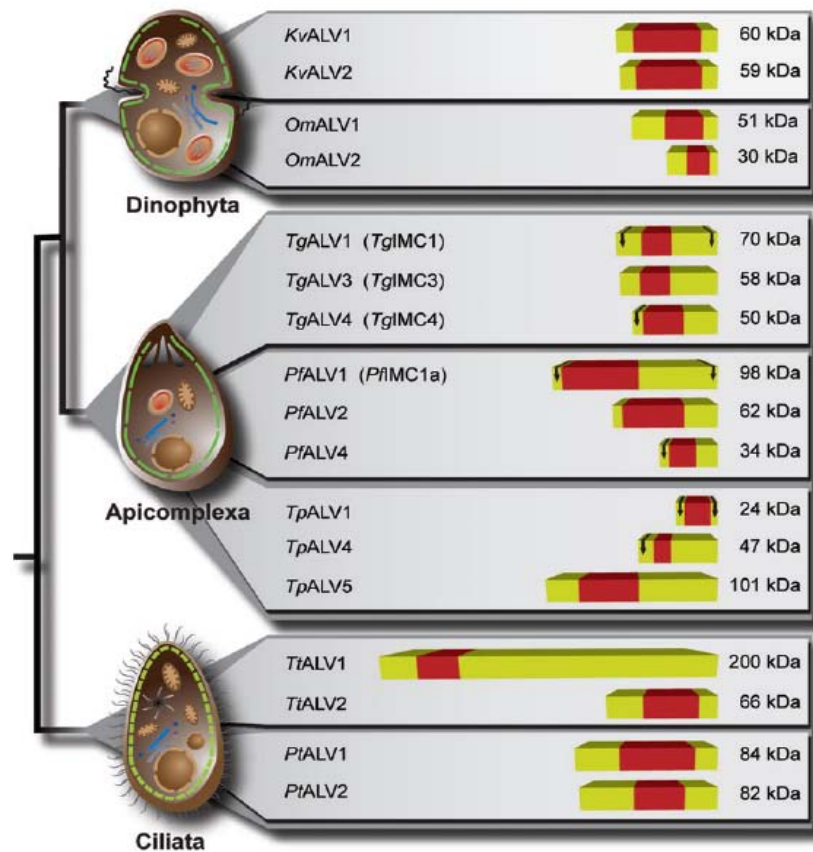 KvALV1 60 kDa
KvALV2 59 kDa
OmALV1 51 kDa
OmALV2 30 kDa
Dinophyta
TgALV1 (TgIMC1) 70 kDa
TgALV3 (TgIMC3) 58 kDa
TgALV4 (TgIMC4) 50 kDa
PfALV1 (PfIMC1a) 98 kDa
PfALV2 62 kDa
PfALV4 34 kDa
Apicomplexa
TpALV1 24 kDa
TpALV4 47 kDa
TpALV5 101 kDa
TtALV1 200 kDa
TtALV2 66 kDa
PtALV1 84 kDa
PtALV2 82 kDa
Ciliata